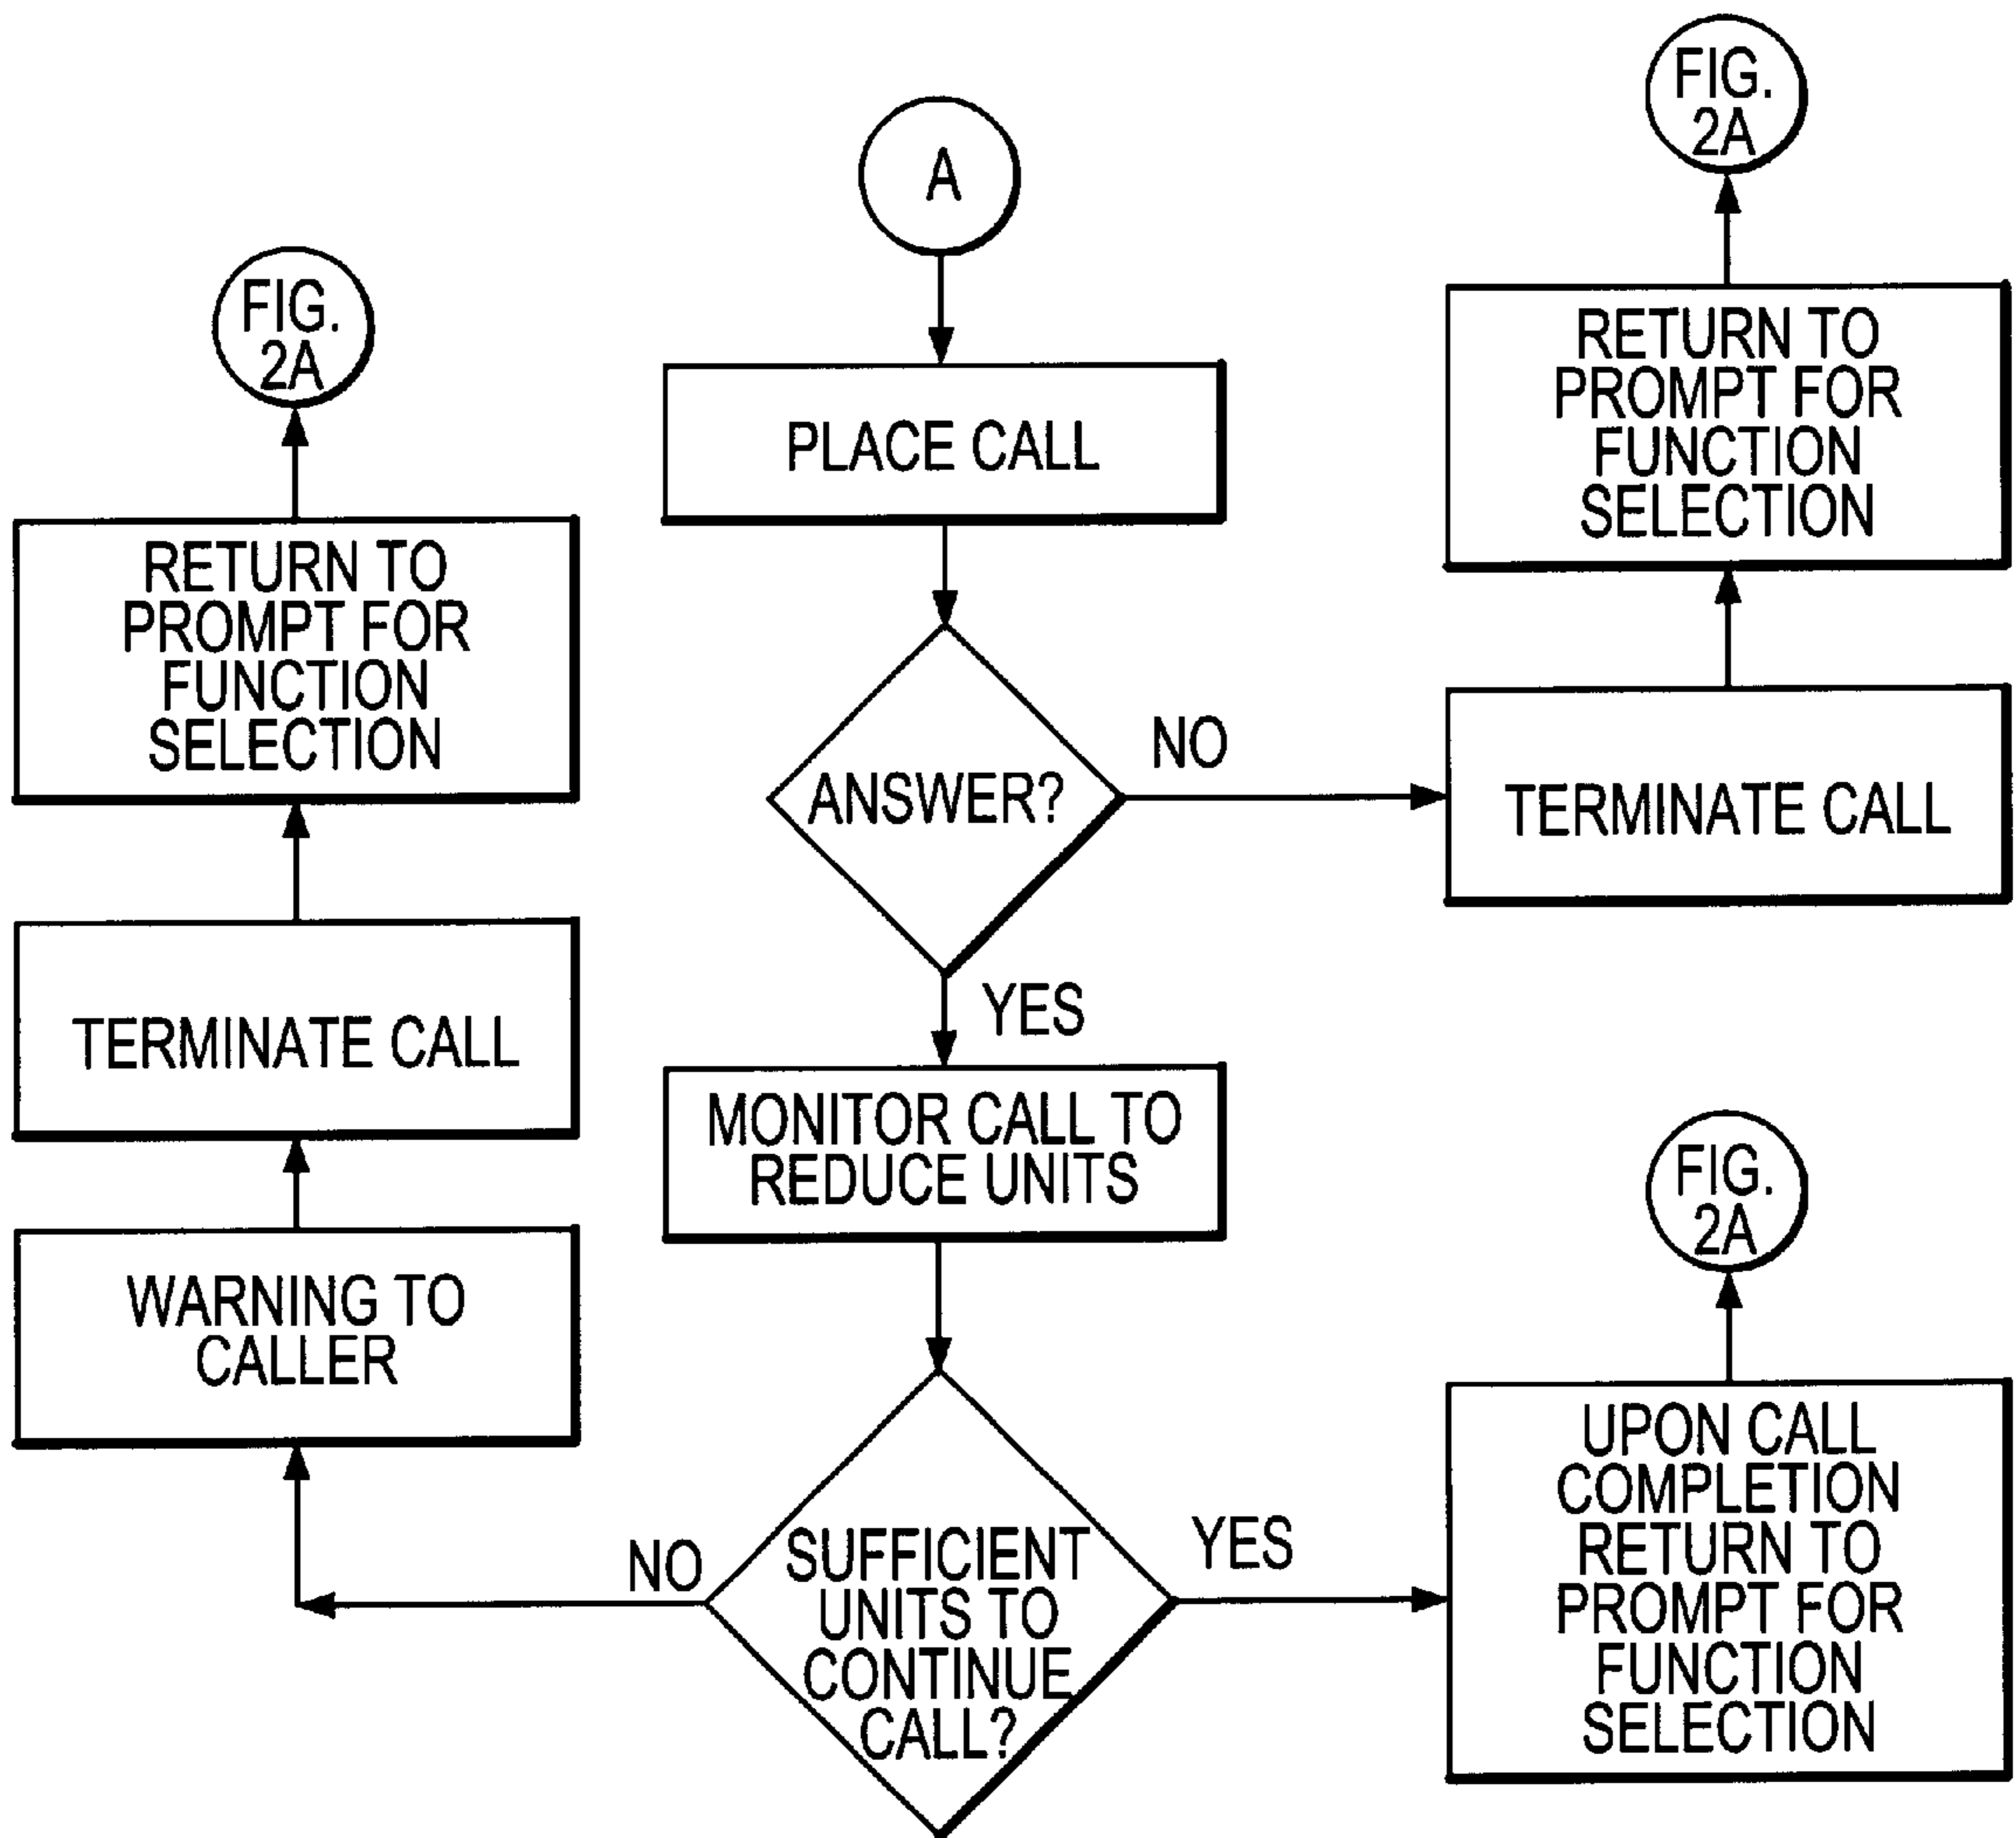 A
PLACE CALL
ANSWER?
NO
TERMINATE CALL
RETURN TO
PROMPT FOR
FUNCTION
SELECTION
FIG.
2A
YES
MONITOR CALL TO
REDUCE UNITS
SUFFICIENT
UNITS TO
CONTINUE
CALL?
NO
WARNING TO
CALLER
TERMINATE CALL
RETURN TO
PROMPT FOR
FUNCTION
SELECTION
FIG.
2A
YES
UPON CALL
COMPLETION
RETURN TO
PROMPT FOR
FUNCTION
SELECTION
FIG.
2A